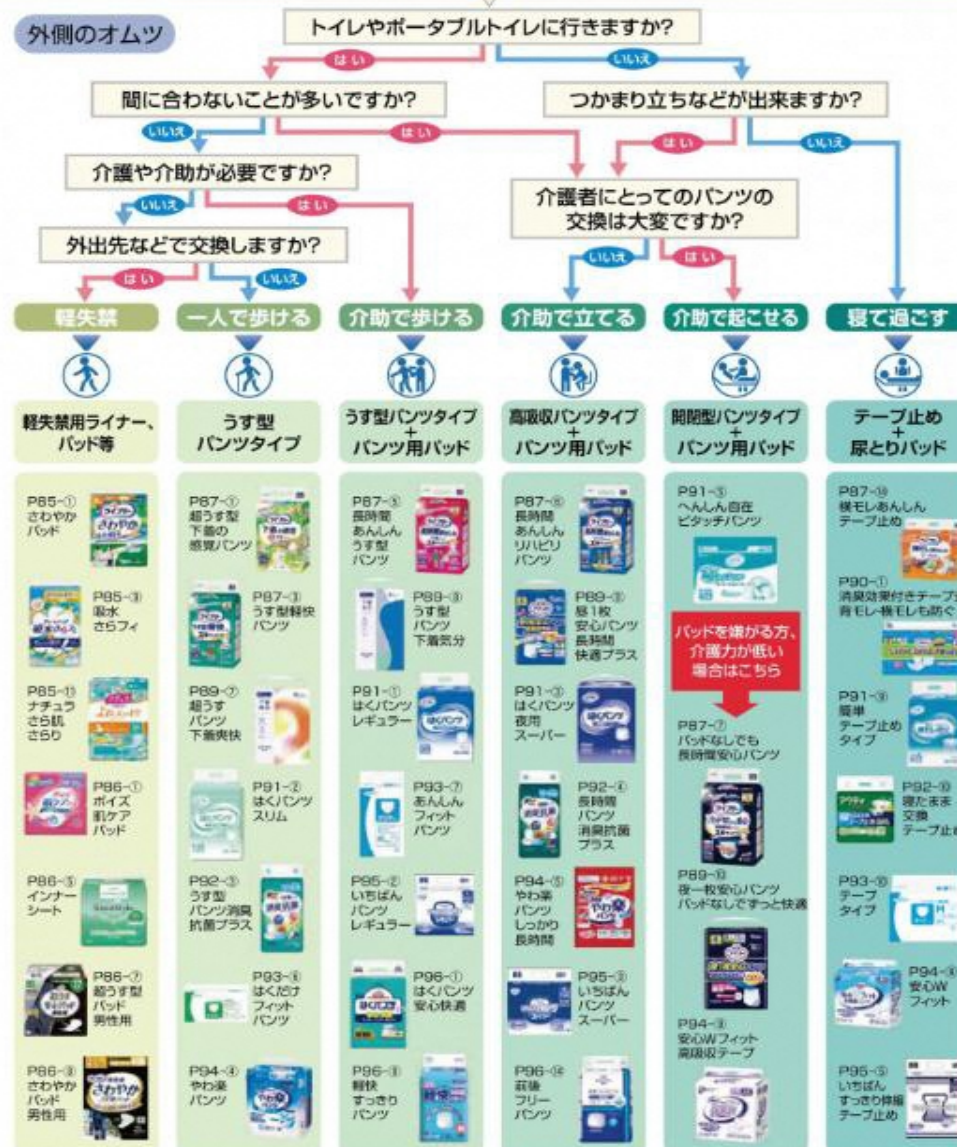 外側のオムツ
トイレやポータブルトイレに行きますか?
はい
いいえ
間に合わないことが多いですか?
つかまり立ちなどが出来ますか?
いいえ
はい
はい
いいえ
介護や介助が必要ですか?
介護者にとってのパンツの
交換は大変ですか?
いいえ
はい
いいえ
はい
外出先などで交換しますか?
はい
いいえ
軽失禁
一人で歩ける
介助で歩ける
介助で立てる
介助で起こせる
寝て過ごす
軽失禁用ライナー、
パッド等
うす型
パンツタイプ
うす型パンツタイプ
+
パンツ用パッド
高吸収パンツタイプ
+
パンツ用パッド
開閉型パンツタイプ
+
パンツ用パッド
テープ止め
+
尿とりパッド
P85-①
さわやか
パッド
P85-③
吸水
さらフィ
P85-⑪
ナチュラ
さら肌
さらり
P86-①
ポイズ
肌ケア
パッド
P86-⑤
インナー
シート
P86-⑦
超うす型
パッド
男性用
P86-⑧
さわやか
パッド
男性用
P87-①
超うす型
下着の
感覚パンツ
P87-③
うす型軽快
パンツ
P89-⑦
超うす
パンツ
下着爽快
P91-②
はくパンツ
スリム
P92-③
うす型
パンツ消臭
抗菌プラス
P93-⑥
はくだけ
フィット
パンツ
P94-④
やわ楽
パンツ
P87-⑤
長時間
あんしん
うす型
パンツ
P89-⑧
うす型
パンツ
下着気分
P91-①
はくパンツ
レギュラー
P93-⑦
あんしん
フィット
パンツ
P95-②
いちばん
パンツ
レギュラー
P96-①
はくパンツ
安心快適
P96-⑧
軽快
すっきり
パンツ
P87-⑥
長時間
あんしん
リハビリ
パンツ
P89-⑨
昼1枚
安心パンツ
長時間
快適プラス
P91-③
はくパンツ
夜用
スーパー
P92-④
長時間
パンツ
消臭抗菌
プラス
P94-⑤
やわ楽
パンツ
しっかり
長時間
P95-③
いちばん
パンツ
スーパー
P96-⑭
前後
フリー
パンツ
P91-⑤
へんしん自在
ピタッチパンツ
パッドを嫌がる方、
介護力が低い
場合はこちら
P87-⑦
パッドなしでも
長時間安心パンツ
P89-⑩
夜一枚安心パンツ
パッドなしでずっと快適
P94-⑨
安心Wフィット
高吸収テープ
P87-⑩
横モレあんしん
テープ止め
P90-①
消臭効果付きテープ
背モレ・横モレも防ぐ
P91-⑨
簡単
テープ止め
タイプ
P92-⑩
寝たまま
交換
テープ止め
P93-⑩
テープ
タイプ
P94-⑧
安心W
フィット
P95-⑤
いちばん
すっきり伸縮
テープ止め